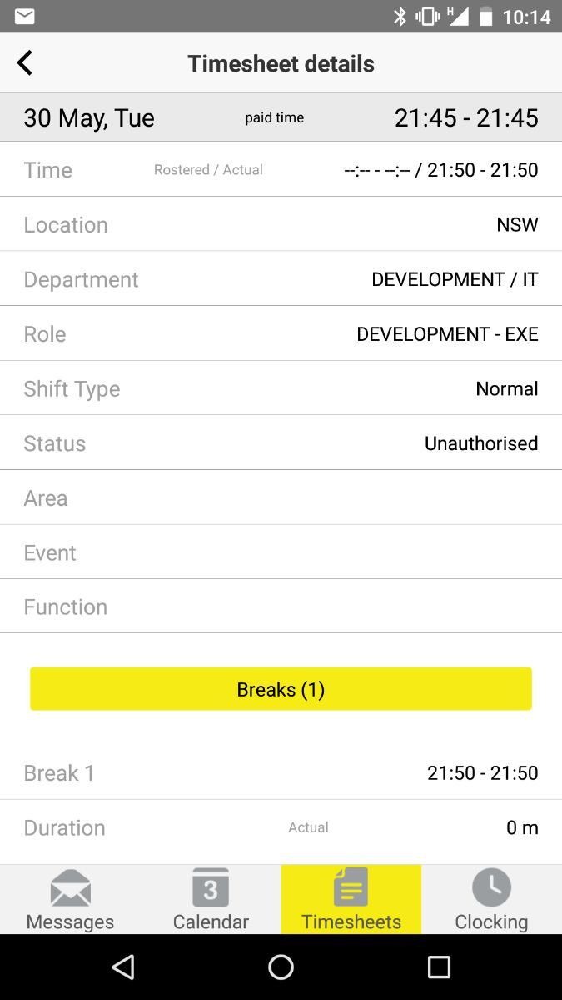 H 10:14
Timesheet details
30 May, Tue paid time 21:45 - 21:45
Time Rostered / Actual --:-- - --:-- / 21:50 - 21:50
Location NSW
Department DEVELOPMENT / IT
Role DEVELOPMENT - EXE
Shift Type Normal
Status Unauthorised
Area
Event
Function
Breaks (1)
Break 1 21:50 - 21:50
Duration Actual 0 m
3
Messages Calendar Timesheets Clocking